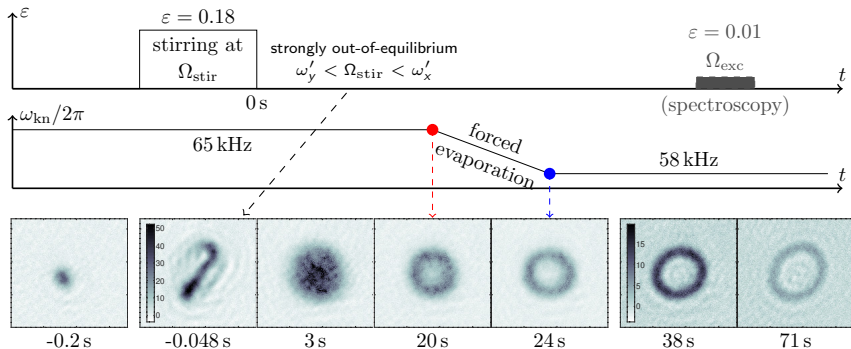 ε
ε = 0.18
stirring at
Ω_stir
0 s
strongly out-of-equilibrium
ω′_y < Ω_stir < ω′_x
ε = 0.01
Ω_exc
(spectroscopy)
t
ω_kn/2π
65 kHz
forced
evaporation
58 kHz
t
50
40
30
20
10
0
15
10
5
0
-0.2 s
-0.048 s
3 s
20 s
24 s
38 s
71 s